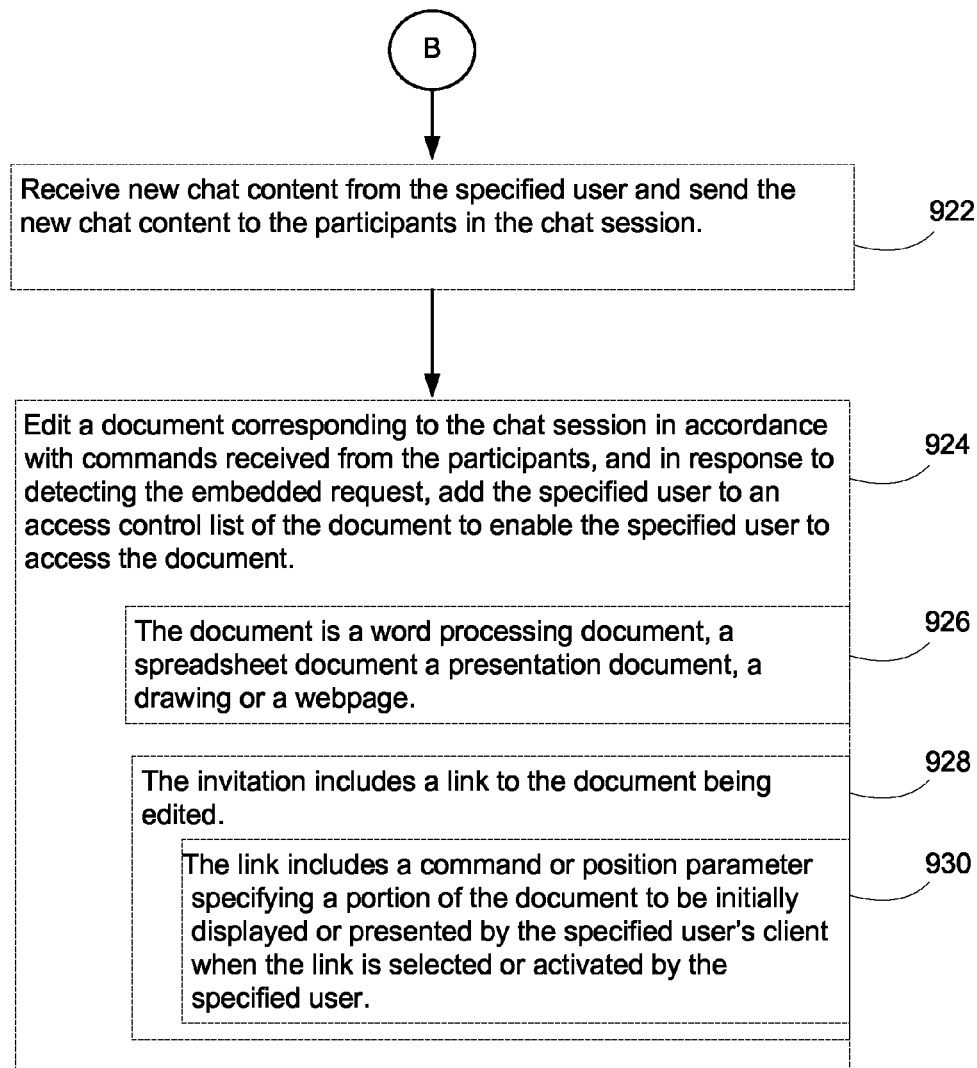 B
Receive new chat content from the specified user and send the
new chat content to the participants in the chat session.
922
Edit a document corresponding to the chat session in accordance
with commands received from the participants, and in response to
detecting the embedded request, add the specified user to an
access control list of the document to enable the specified user to
access the document.
924
The document is a word processing document, a
spreadsheet document a presentation document, a
drawing or a webpage.
926
The invitation includes a link to the document being
edited.
928
The link includes a command or position parameter
specifying a portion of the document to be initially
displayed or presented by the specified user's client
when the link is selected or activated by the
specified user.
930